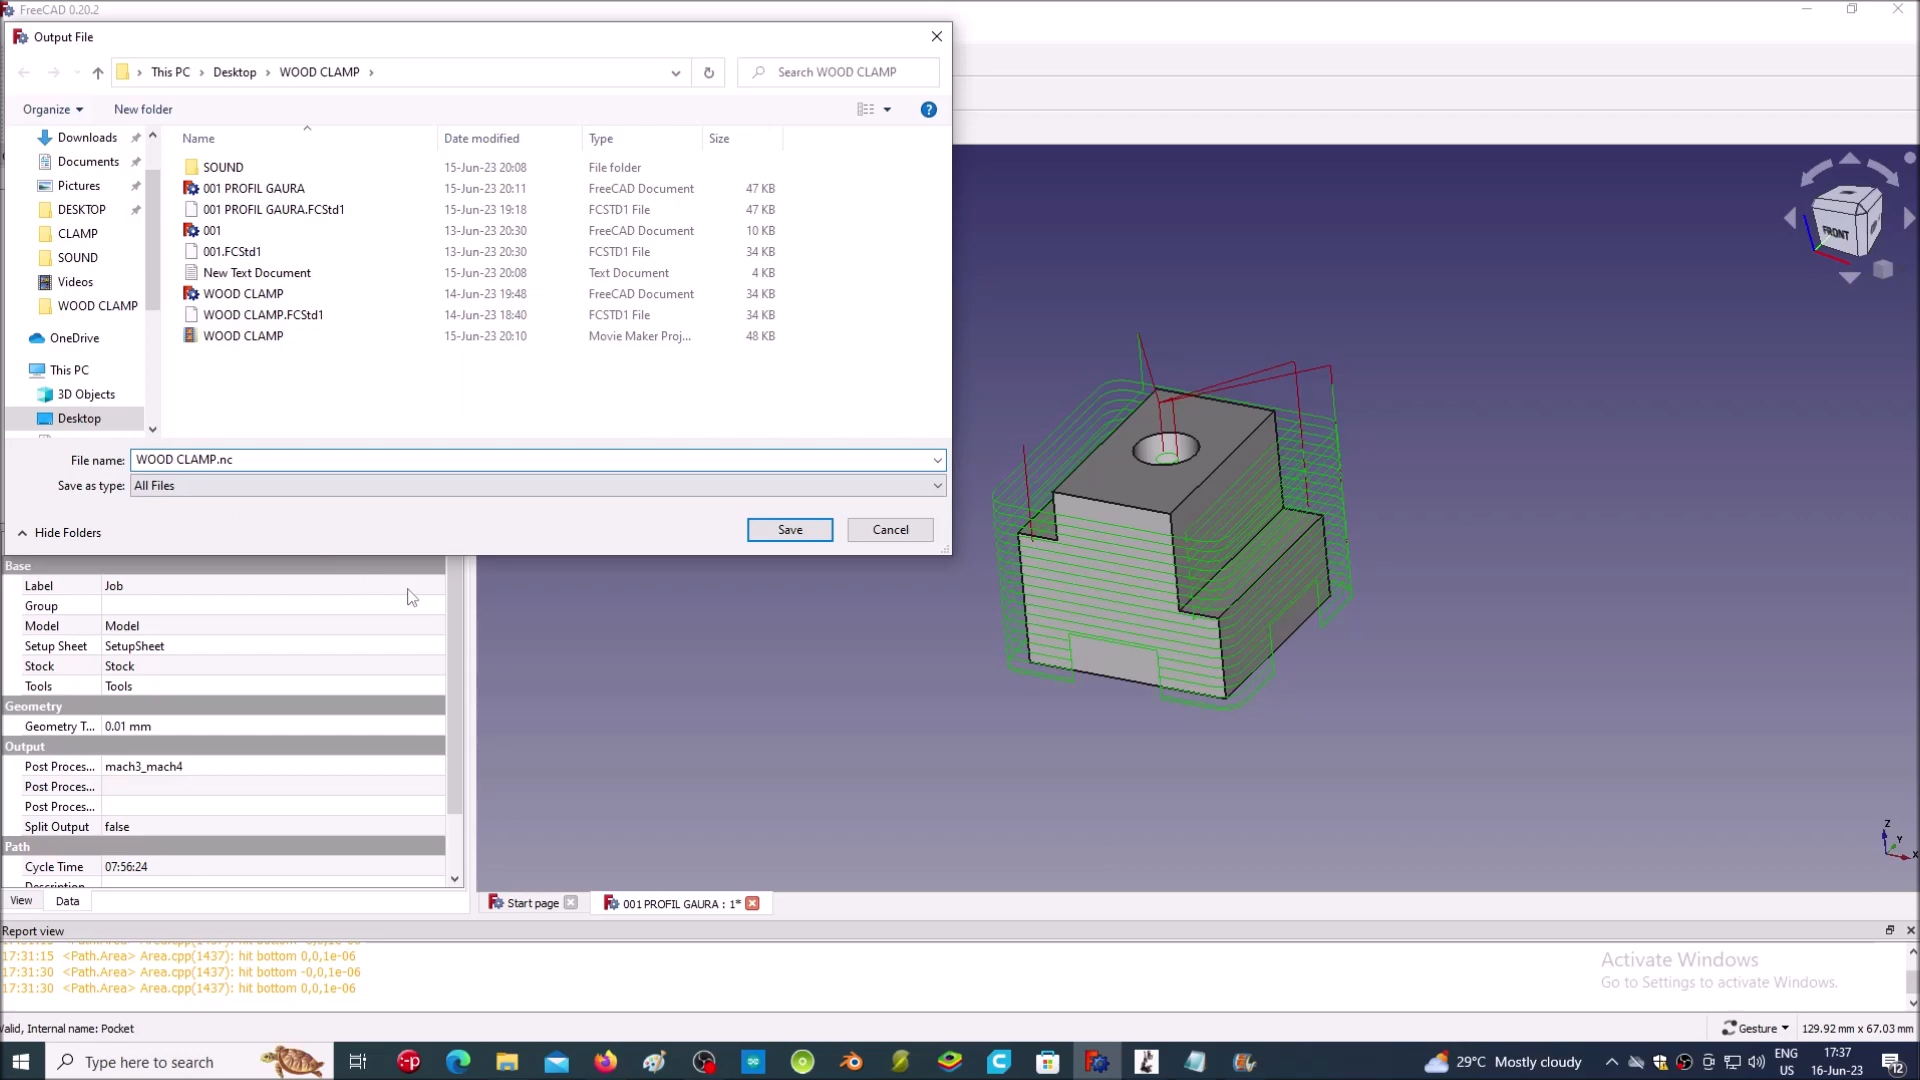 FreeCAD 0.20.2
Output File
This PC > Desktop > WOOD CLAMP >
Search WOOD CLAMP
Organize
New folder
Name
Date modified
Type
Size
Downloads
Documents
Pictures
DESKTOP
CLAMP
SOUND
Videos
WOOD CLAMP
OneDrive
This PC
3D Objects
Desktop
SOUND 15-Jun-23 20:08 File folder
001 PROFIL GAURA 15-Jun-23 20:11 FreeCAD Document 47 KB
001 PROFIL GAURA.FCStd1 15-Jun-23 19:18 FCSTD1 File 47 KB
001 13-Jun-23 20:30 FreeCAD Document 10 KB
001.FCStd1 13-Jun-23 20:30 FCSTD1 File 34 KB
New Text Document 15-Jun-23 20:08 Text Document 4 KB
WOOD CLAMP 14-Jun-23 19:48 FreeCAD Document 34 KB
WOOD CLAMP.FCStd1 14-Jun-23 18:40 FCSTD1 File 34 KB
WOOD CLAMP 15-Jun-23 20:10 Movie Maker Proj... 48 KB
File name: WOOD CLAMP.nc
Save as type: All Files
Hide Folders
Save
Cancel
FRONT
Base
Label Job
Group
Model Model
Setup Sheet SetupSheet
Stock Stock
Tools Tools
Geometry
Geometry T... 0.01 mm
Output
Post Proces... mach3_mach4
Post Proces...
Post Proces...
Split Output false
Path
Cycle Time 07:56:24
View
Data
Z
Y
X
Start page
001 PROFIL GAURA : 1*
Report view
17:31:15 <Path.Area> Area.cpp(1437): hit bottom 0,0,1e-06
17:31:30 <Path.Area> Area.cpp(1437): hit bottom -0,0,1e-06
17:31:30 <Path.Area> Area.cpp(1437): hit bottom 0,0,1e-06
Activate Windows
Go to Settings to activate Windows.
alid, Internal name: Pocket
Gesture
129.92 mm x 67.03 mm
Type here to search
29°C Mostly cloudy
ENG
US
17:37
16-Jun-23
12